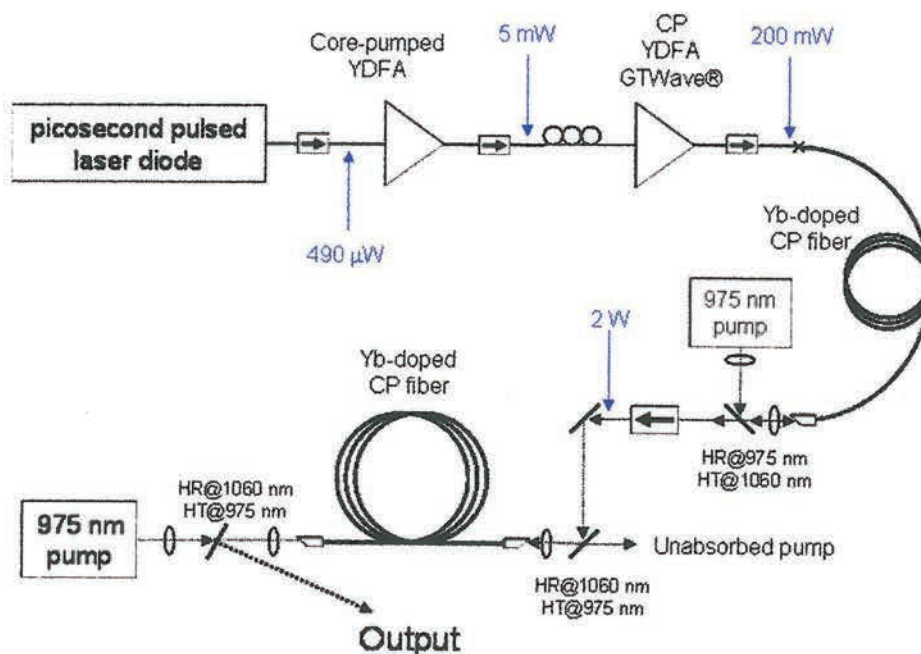 Core-pumped
YDFA
5 mW
CP
YDFA
GTWave®
200 mW
picosecond pulsed
laser diode
490 µW
Yb-doped
CP fiber
975 nm
pump
2 W
Yb-doped
CP fiber
HR@975 nm
HT@1060 nm
HR@1060 nm
HT@975 nm
975 nm
pump
Unabsorbed pump
HR@1060 nm
HT@975 nm
Output